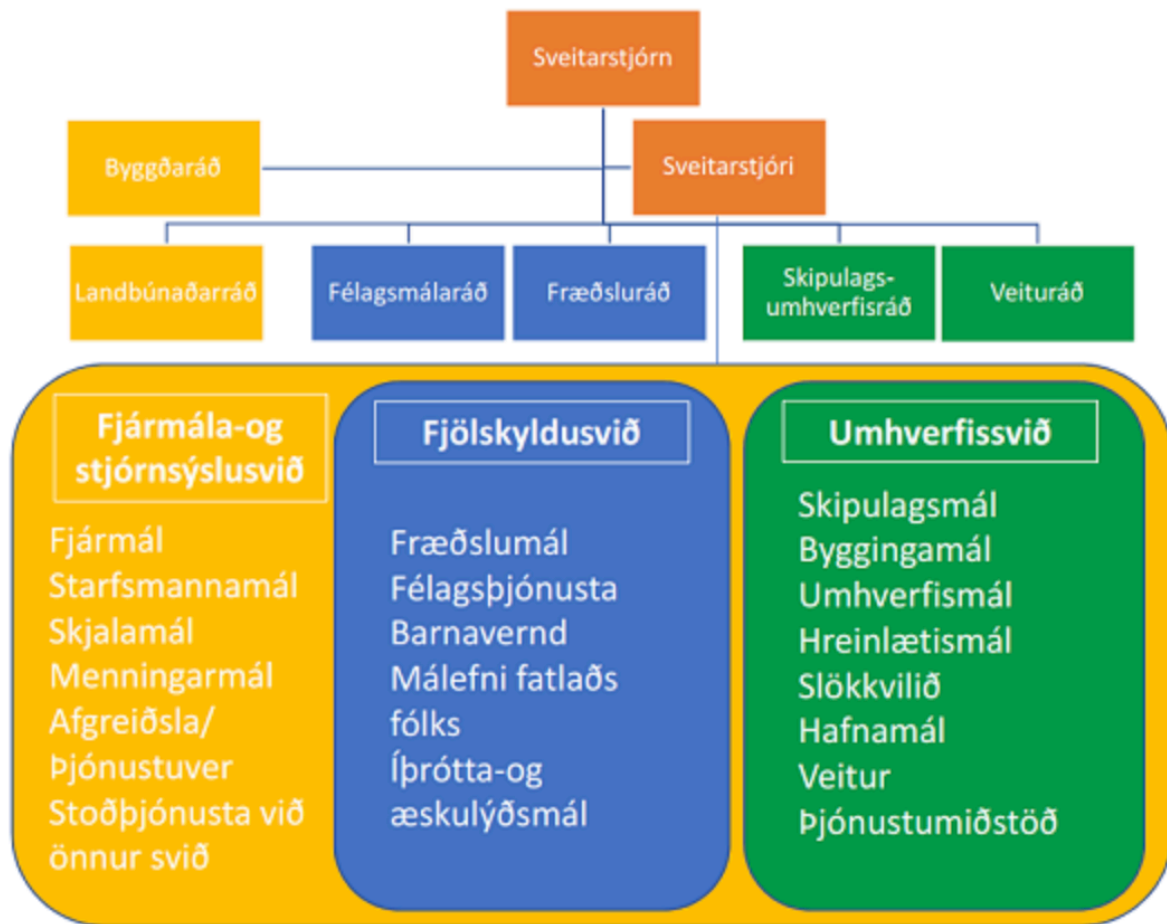 Sveitarstjórn
Byggðaráð
Sveitarstjóri
Landbúnaðarráð
Félagsmálaráð
Fræðsluráð
Skipulags-
umhverfisráð
Veituráð
Fjármála-og
stjórnsýslusvið
Fjármál
Starfsmannamál
Skjalamál
Menningarmál
Afgreiðsla/
Þjónustuver
Stoðþjónusta við
önnur svið
Fjölskyldusvið
Fræðslumál
Félagsþjónusta
Barnavernd
Málefni fatlaðs
fólks
Íþrótta-og
æskulýðsmál
Umhverfissvið
Skipulagsmál
Byggingamál
Umhverfismál
Hreinlætismál
Slökkvilið
Hafnamál
Veitur
Þjónustumiðstöð